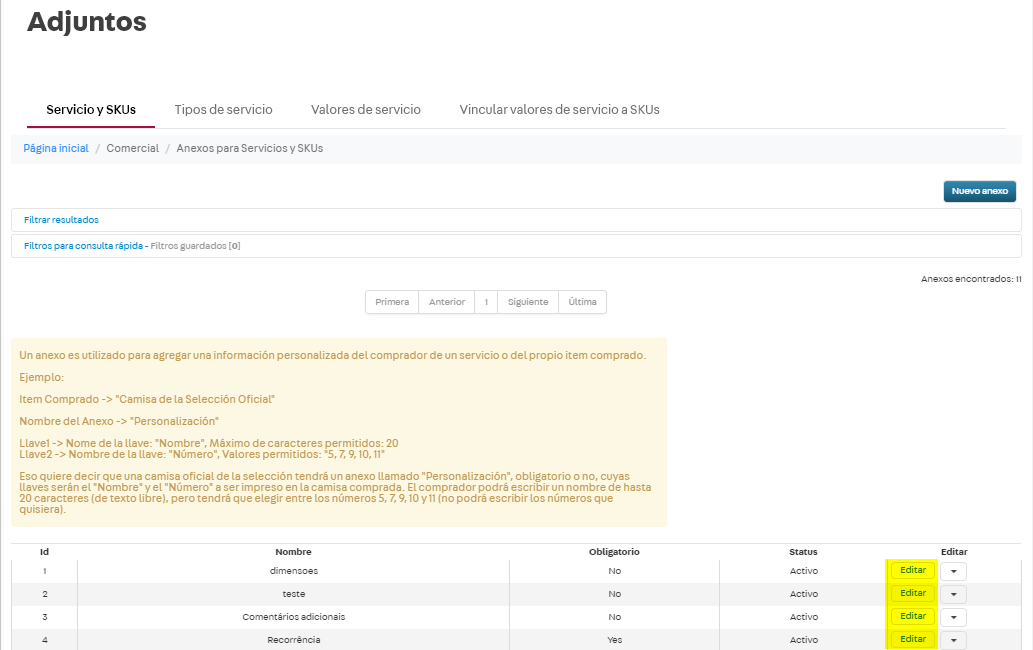 Adjuntos
Servicio y SKUs Tipos de servicio Valores de servicio Vincular valores de servicio a SKUs
Página inicial / Comercial / Anexos para Servicios y SKUs
Nuevo anexo
Filtrar resultados
Filtros para consulta rápida - Filtros guardados [0]
Anexos encontrados: 11
Primera Anterior 1 Siguiente Última
Un anexo es utilizado para agregar una información personalizada del comprador de un servicio o del propio item comprado.
Ejemplo:
Item Comprado -> "Camisa de la Selección Oficial"
Nombre del Anexo -> "Personalización"
Llave1 -> Nome de la llave: "Nombre", Máximo de caracteres permitidos: 20
Llave2 -> Nombre de la llave: "Número", Valores permitidos: "5, 7, 9, 10, 11"
Eso quiere decir que una camisa oficial de la selección tendrá un anexo llamado "Personalización", obligatorio o no, cuyas
llaves serán el "Nombre" y el "Número" a ser impreso en la camisa comprada. El comprador podrá escribir un nombre de hasta
20 caracteres (de texto libre), pero tendrá que elegir entre los números 5, 7, 9, 10 y 11 (no podrá escribir los números que
quisiera).
Id Nombre Obligatorio Status Editar
1 dimensoes No Activo Editar
2 teste No Activo Editar
3 Comentários adicionais No Activo Editar
4 Recorrência Yes Activo Editar